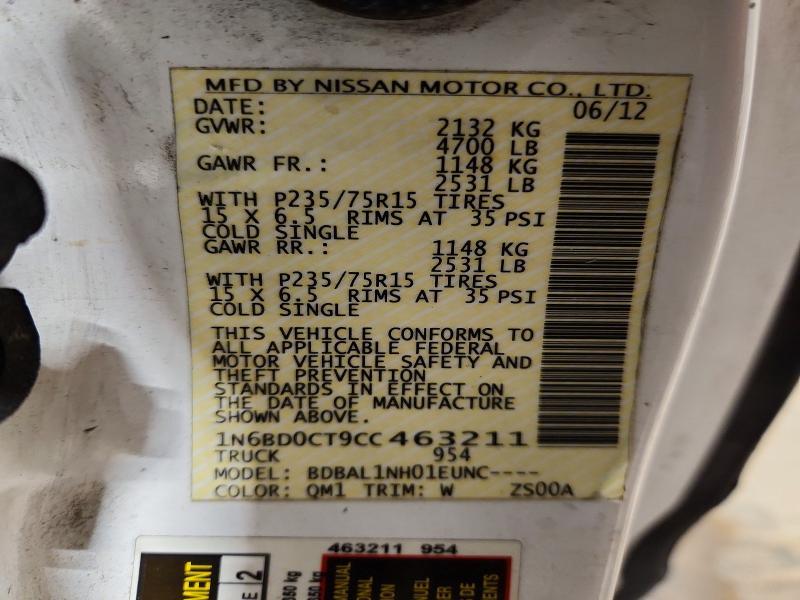 MFD BY NISSAN MOTOR CO., LTD.
DATE: 06/12
GVWR: 2132 KG
4700 LB
GAWR FR.: 1148 KG
2531 LB
WITH P235/75R15 TIRES
15 X 6.5 RIMS AT 35 PSI
COLD SINGLE
GAWR RR.: 1148 KG
2531 LB
WITH P235/75R15 TIRES
15 X 6.5 RIMS AT 35 PSI
COLD SINGLE
THIS VEHICLE CONFORMS TO
ALL APPLICABLE FEDERAL
MOTOR VEHICLE SAFETY AND
THEFT PREVENTION
STANDARDS IN EFFECT ON
THE DATE OF MANUFACTURE
SHOWN ABOVE.
1N6BD0CT9CC463211
TRUCK 954
MODEL: BDBAL1NH01EUNC----
COLOR: QM1 TRIM: W ZS00A
463211 954
2
MANUAL